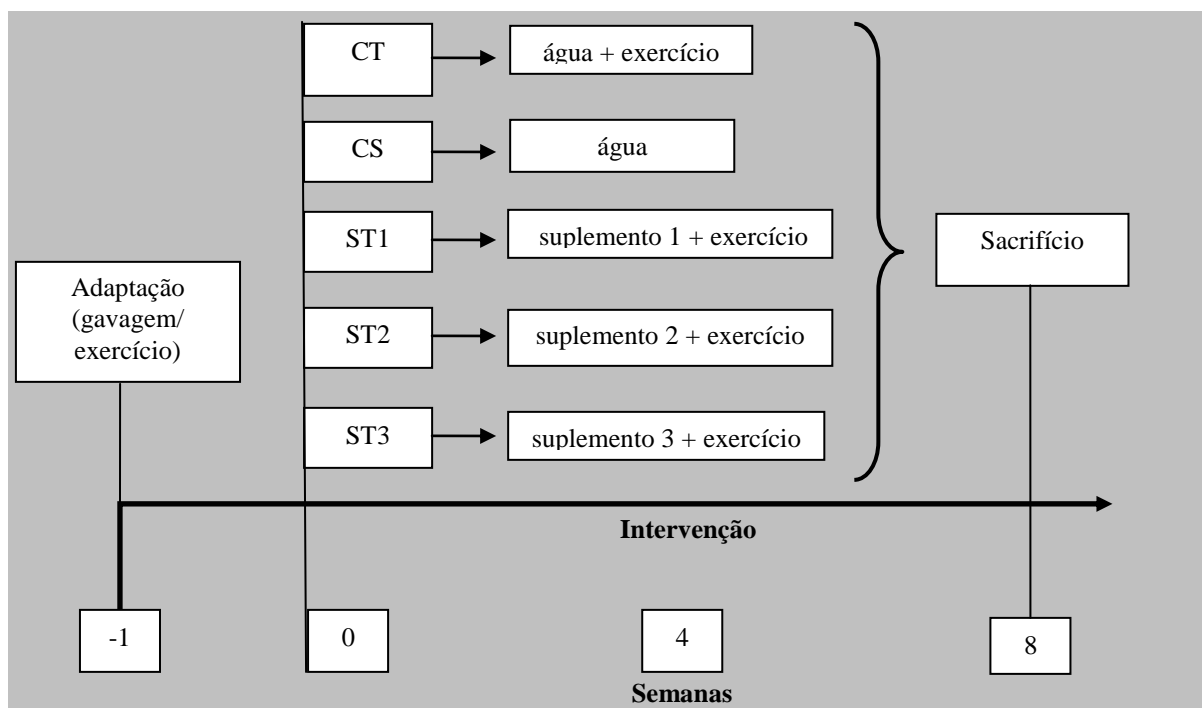 CT
água + exercício
CS
água
ST1
suplemento 1 + exercício
Sacrifício
Adaptação
(gavagem/
exercício)
ST2
suplemento 2 + exercício
ST3
suplemento 3 + exercício
Intervenção
-1
0
4
8
Semanas